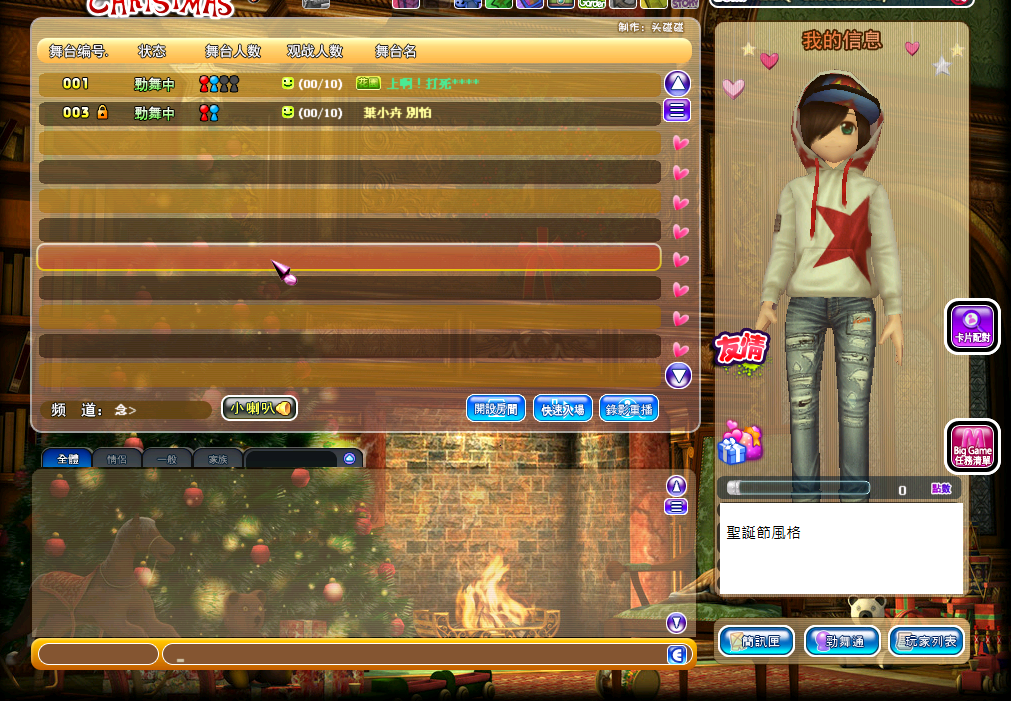 CHRISTMAS
制作: 头碰碰
舞台编号.  状态  舞台人数  观战人数  舞台名
001  勁舞中  (00/10)  花園  上啊！打死****
003  勁舞中  (00/10)  葉小卉 別怕
频 道: 念>
小喇叭
開設房間  快速入場  錄影重播
全體  情侶  一般  家族
我的信息
友情
卡片配對
Big Game
任務清單
0  點數
聖誕節風格
簡訊匣  勁舞通  玩家列表